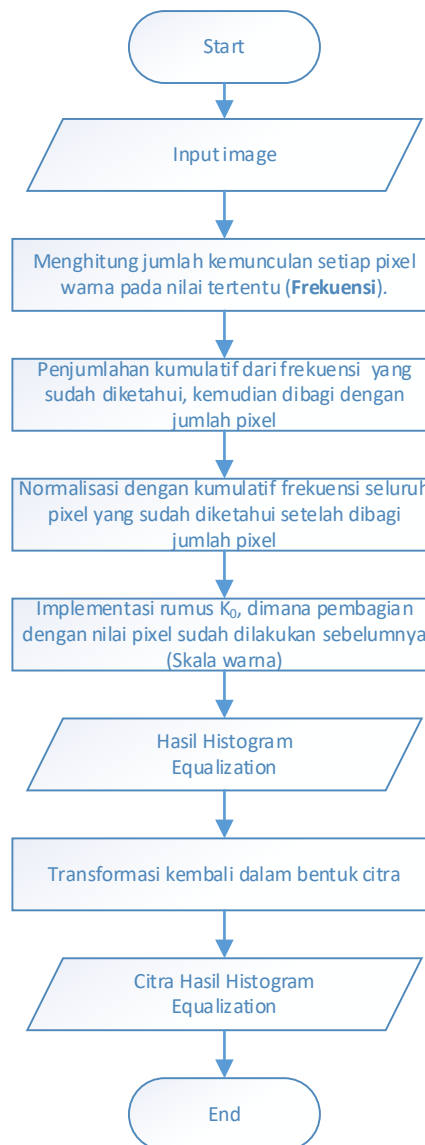 Start
Input image
Menghitung jumlah kemunculan setiap pixel
warna pada nilai tertentu (Frekuensi).
Penjumlahan kumulatif dari frekuensi yang
sudah diketahui, kemudian dibagi dengan
jumlah pixel
Normalisasi dengan kumulatif frekuensi seluruh
pixel yang sudah diketahui setelah dibagi
jumlah pixel
Implementasi rumus K₀, dimana pembagian
dengan nilai pixel sudah dilakukan sebelumnya
(Skala warna)
Hasil Histogram
Equalization
Transformasi kembali dalam bentuk citra
Citra Hasil Histogram
Equalization
End